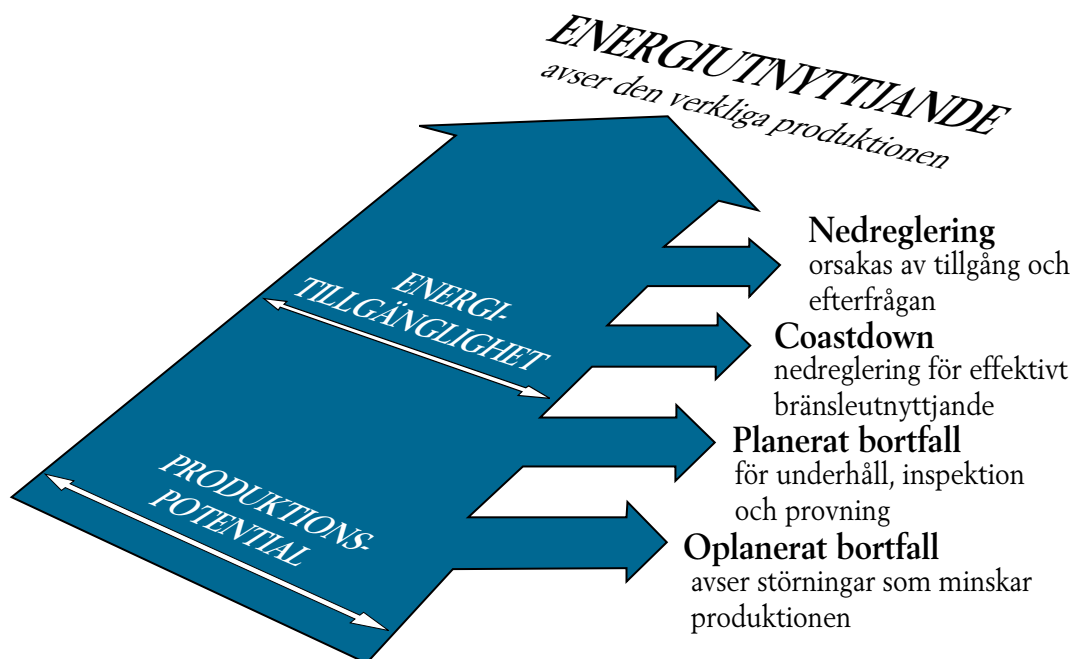 ENERGIUTNYTTJANDE
avser den verkliga produktionen
Nedreglering
orsakas av tillgång och
efterfrågan
ENERGI-
TILLGÄNGLIGHET
Coastdown
nedreglering för effektivt
bränsleutnyttjande
Planerat bortfall
för underhåll, inspektion
och provning
PRODUKTIONS-
POTENTIAL
Oplanerat bortfall
avser störningar som minskar
produktionen